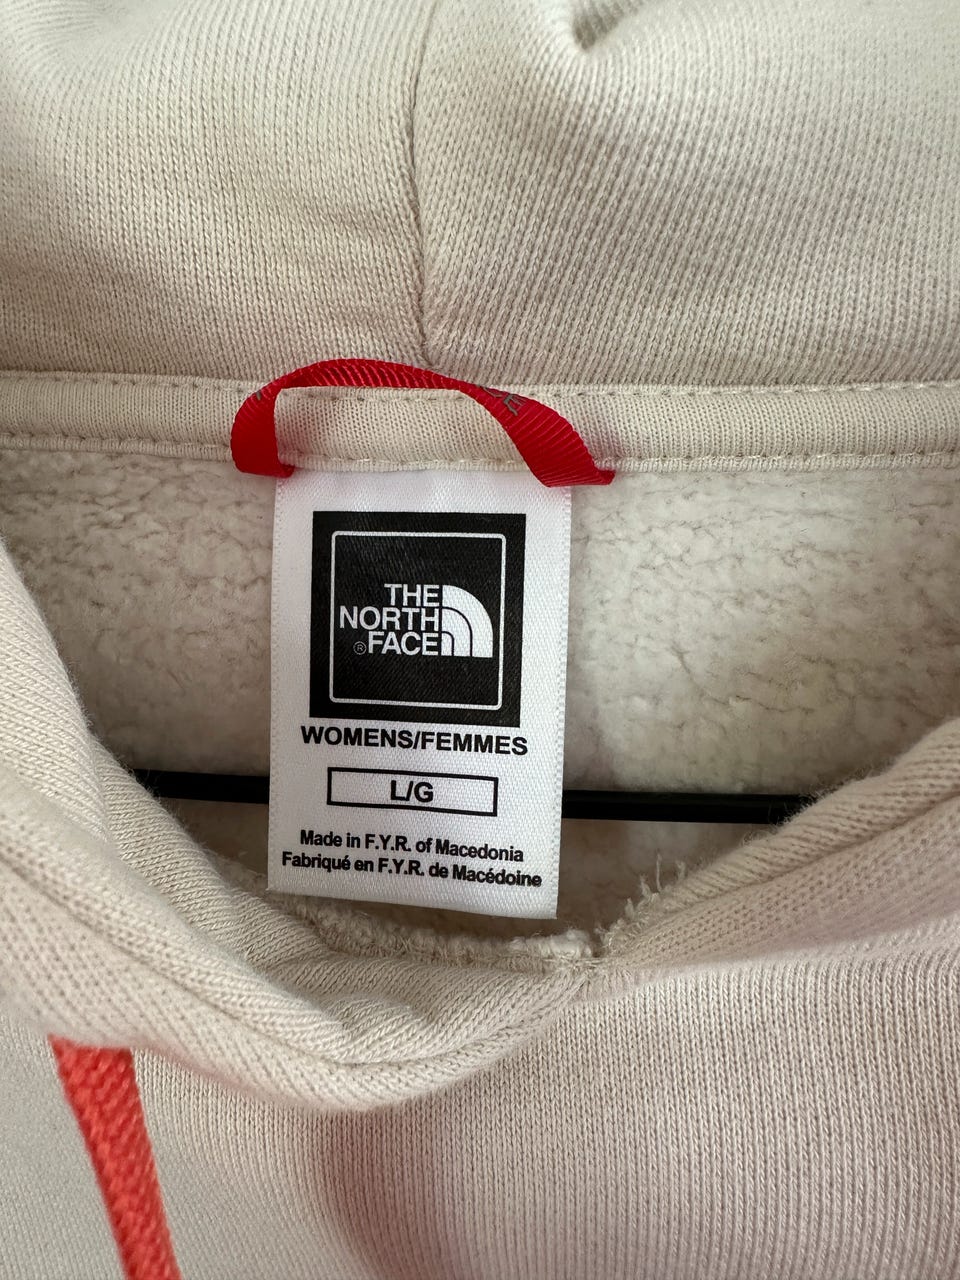 THE
NORTH
® FACE
WOMENS/FEMMES
L/G
Made in F.Y.R. of Macedonia
Fabriqué en F.Y.R. de Macédoine